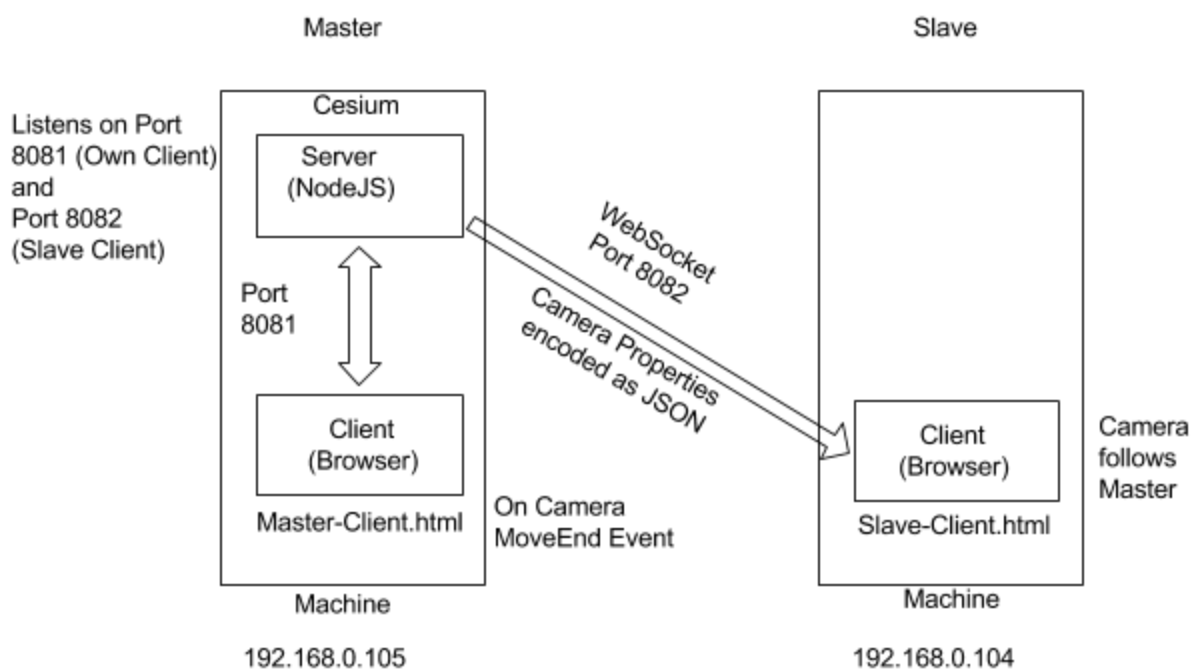 Master
Slave
Cesium
Listens on Port
8081 (Own Client)
and
Port 8082
(Slave Client)
Server
(NodeJS)
WebSocket
Port 8082
Port
8081
Camera Properties
encoded as JSON
Client
(Browser)
Master-Client.html
On Camera
MoveEnd Event
Client
(Browser)
Slave-Client.html
Camera
follows
Master
Machine
Machine
192.168.0.105
192.168.0.104